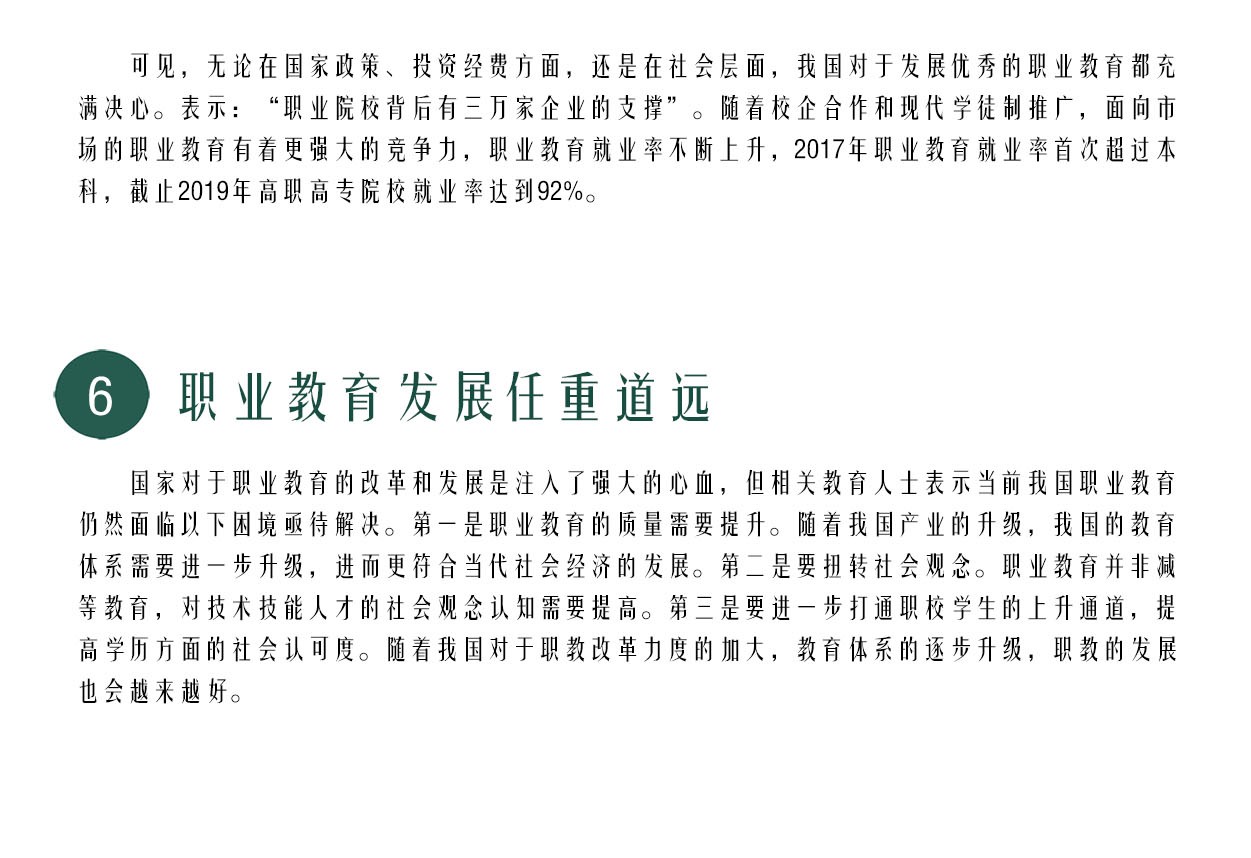 可见，无论在国家政策、投资经费方面，还是在社会层面，我国对于发展优秀的职业教育都充
满决心。表示：“职业院校背后有三万家企业的支撑”。随着校企合作和现代学徒制推广，面向市
场的职业教育有着更强大的竞争力，职业教育就业率不断上升，2017年职业教育就业率首次超过本
科，截止2019年高职高专院校就业率达到92%。
6 职业教育发展任重道远
国家对于职业教育的改革和发展是注入了强大的心血，但相关教育人士表示当前我国职业教育
仍然面临以下困境亟待解决。第一是职业教育的质量需要提升。随着我国产业的升级，我国的教育
体系需要进一步升级，进而更符合当代社会经济的发展。第二是要扭转社会观念。职业教育并非减
等教育，对技术技能人才的社会观念认知需要提高。第三是要进一步打通职校学生的上升通道，提
高学历方面的社会认可度。随着我国对于职教改革力度的加大，教育体系的逐步升级，职教的发展
也会越来越好。